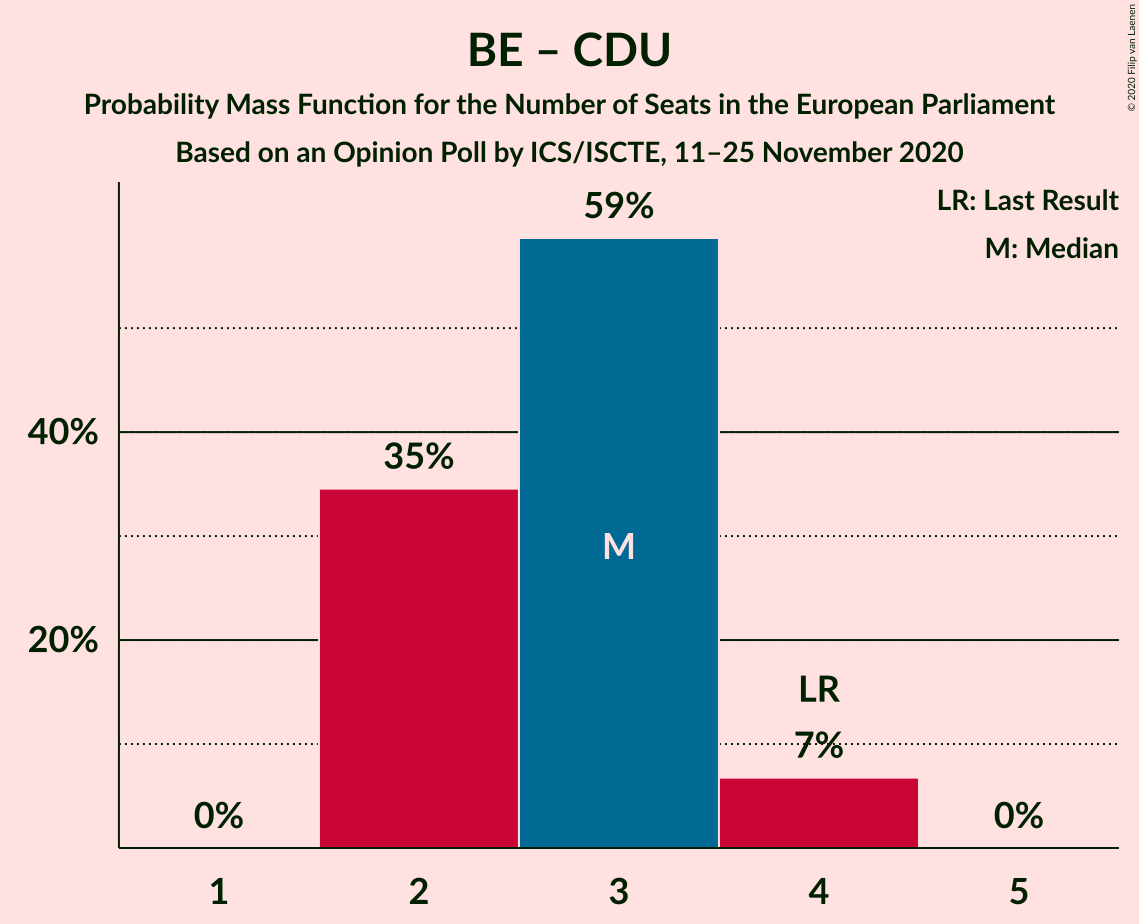 BE – CDU
Probability Mass Function for the Number of Seats in the European Parliament
Based on an Opinion Poll by ICS/ISCTE, 11–25 November 2020
© 2020 Filip van Laenen
LR: Last Result
M: Median
59%
40%
35%
M
20%
LR
7%
0%
0%
1
2
3
4
5